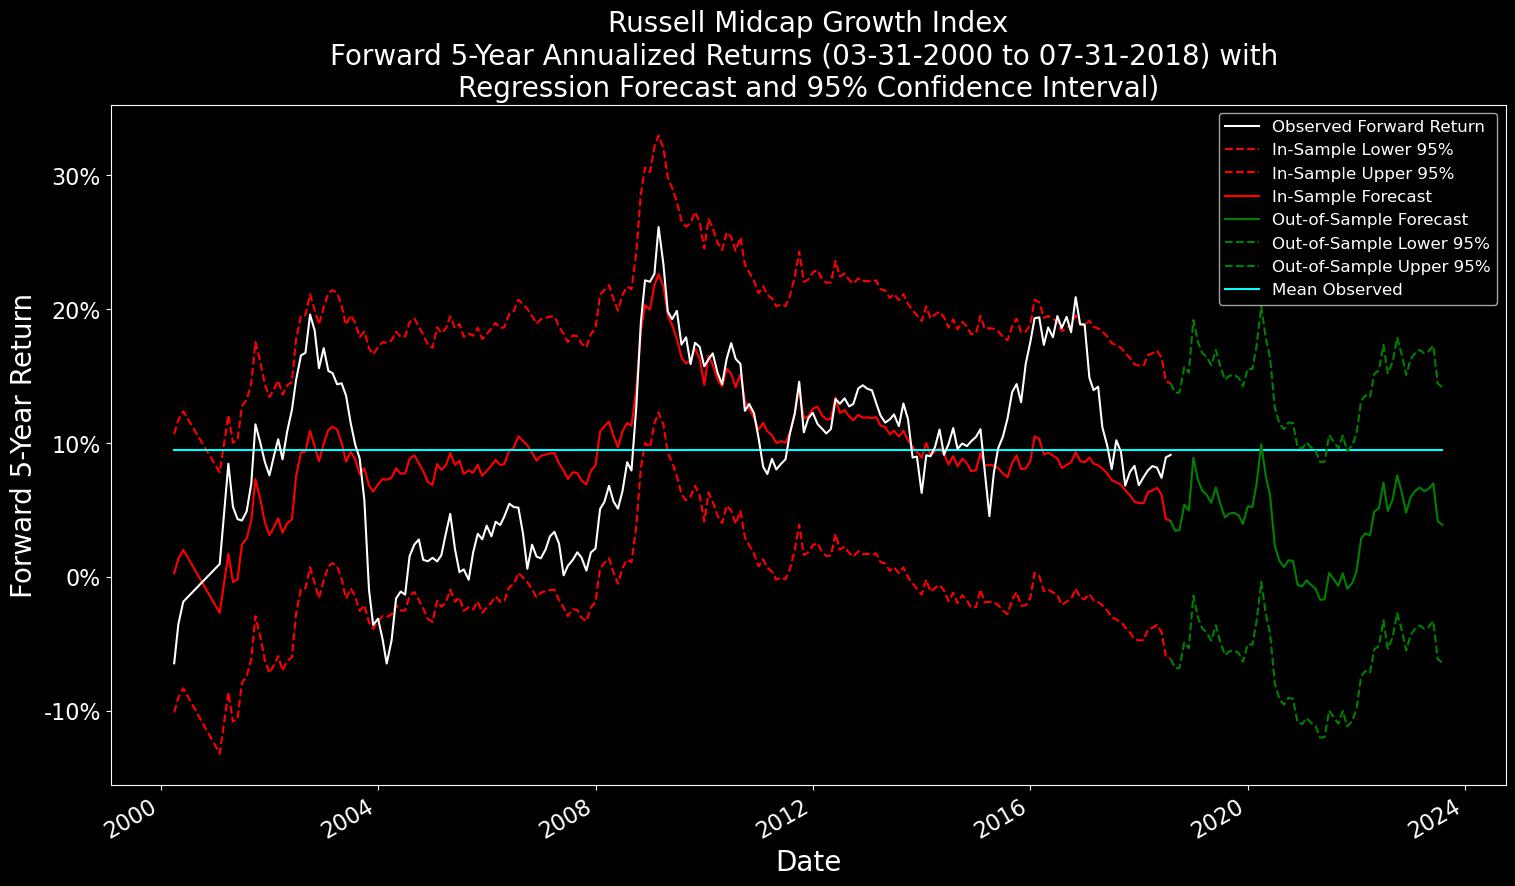 Russell Midcap Growth Index
Forward 5-Year Annualized Returns (03-31-2000 to 07-31-2018) with
Regression Forecast and 95% Confidence Interval)
Observed Forward Return
In-Sample Lower 95%
In-Sample Upper 95%
In-Sample Forecast
Out-of-Sample Forecast
Out-of-Sample Lower 95%
Out-of-Sample Upper 95%
Mean Observed
Forward 5-Year Return
30%
20%
10%
0%
-10%
2000
2004
2008
2012
2016
2020
2024
Date